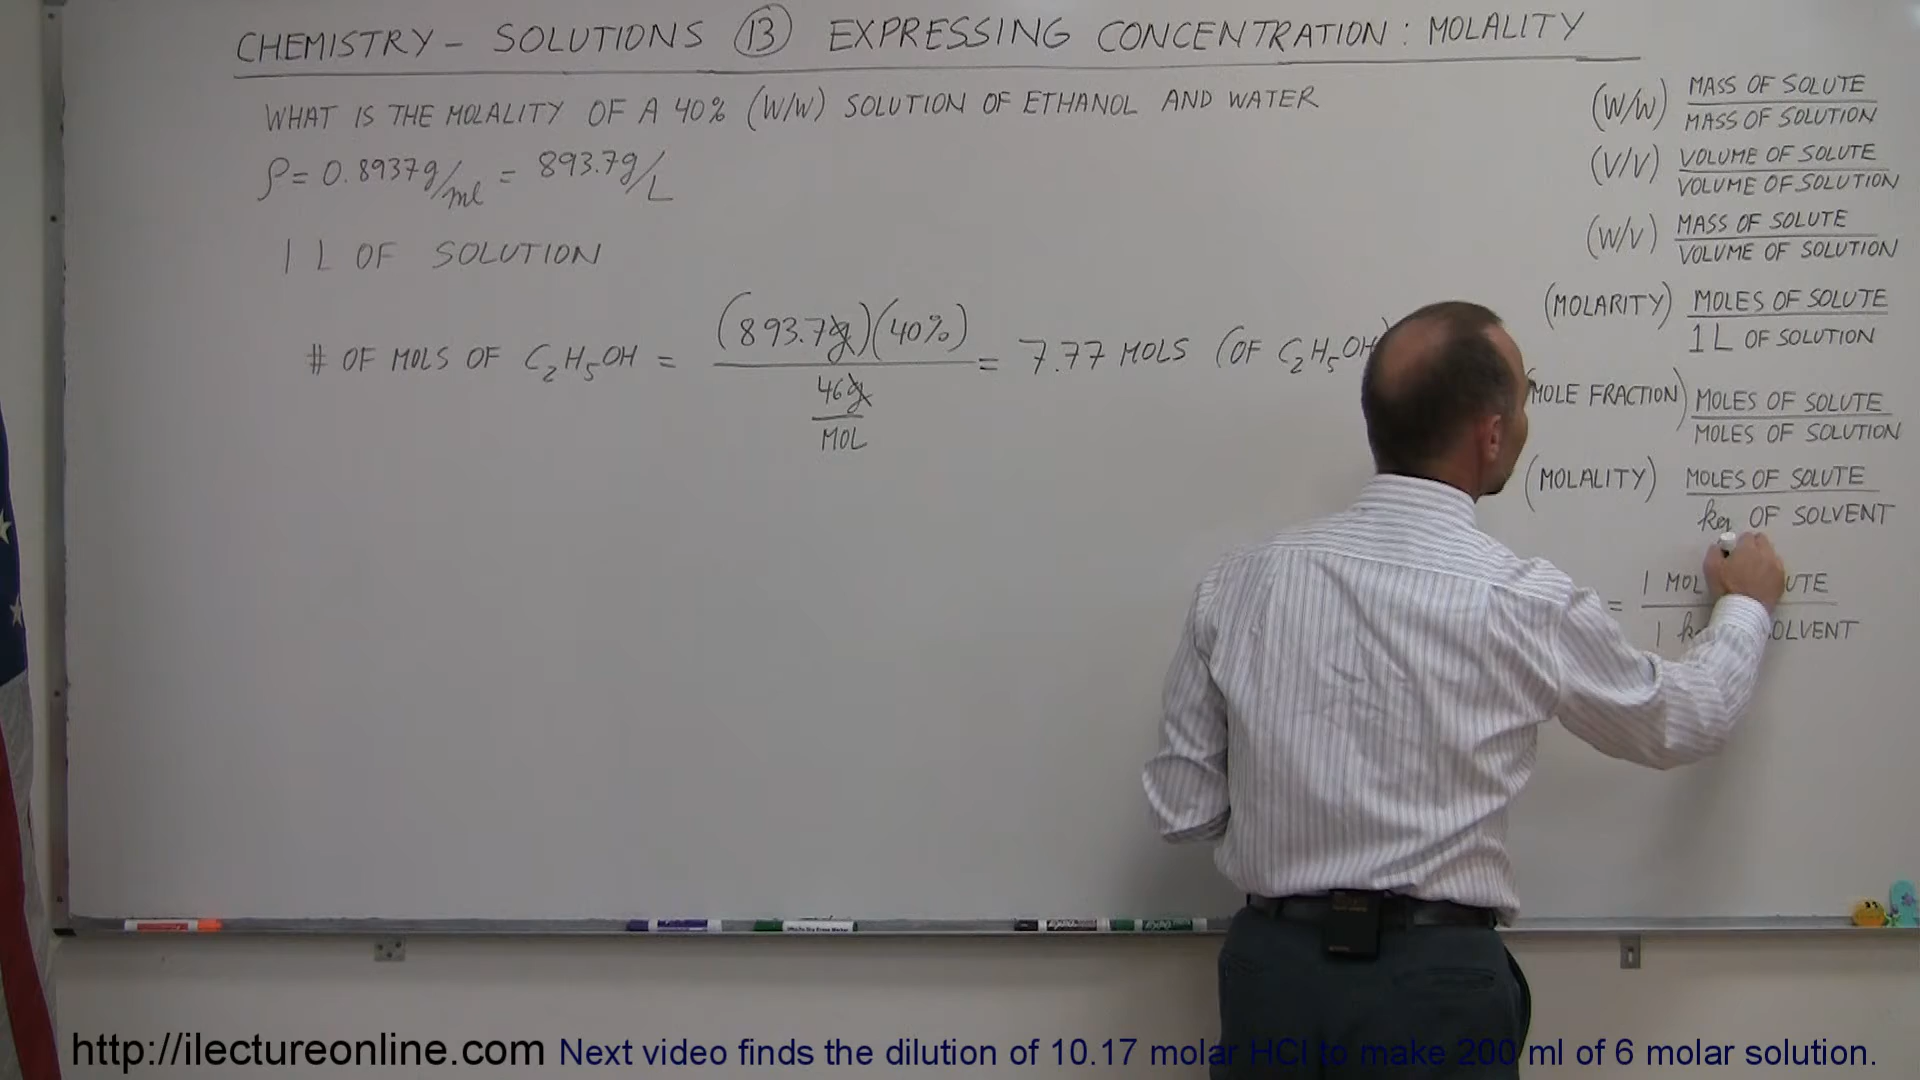 CHEMISTRY – SOLUTIONS 13 EXPRESSING CONCENTRATION: MOLALITY
WHAT IS THE MOLALITY OF A 40% (W/W) SOLUTION OF ETHANOL AND WATER
ρ = 0.8937g/ml = 893.7g/L
1 L OF SOLUTION
# OF MOLS OF C2H5OH = (893.7g)(40%) / 46g/MOL = 7.77 MOLS (OF C2H5OH)
(W/W) MASS OF SOLUTE
MASS OF SOLUTION
(V/V) VOLUME OF SOLUTE
VOLUME OF SOLUTION
(W/V) MASS OF SOLUTE
VOLUME OF SOLUTION
(MOLARITY) MOLES OF SOLUTE
1 L OF SOLUTION
(MOLE FRACTION) MOLES OF SOLUTE
MOLES OF SOLUTION
(MOLALITY) MOLES OF SOLUTE
kg OF SOLVENT
= 1 MOL
1
http://ilectureonline.com Next video finds the dilution of 10.17 molar HCl to make 200 ml of 6 molar solution.